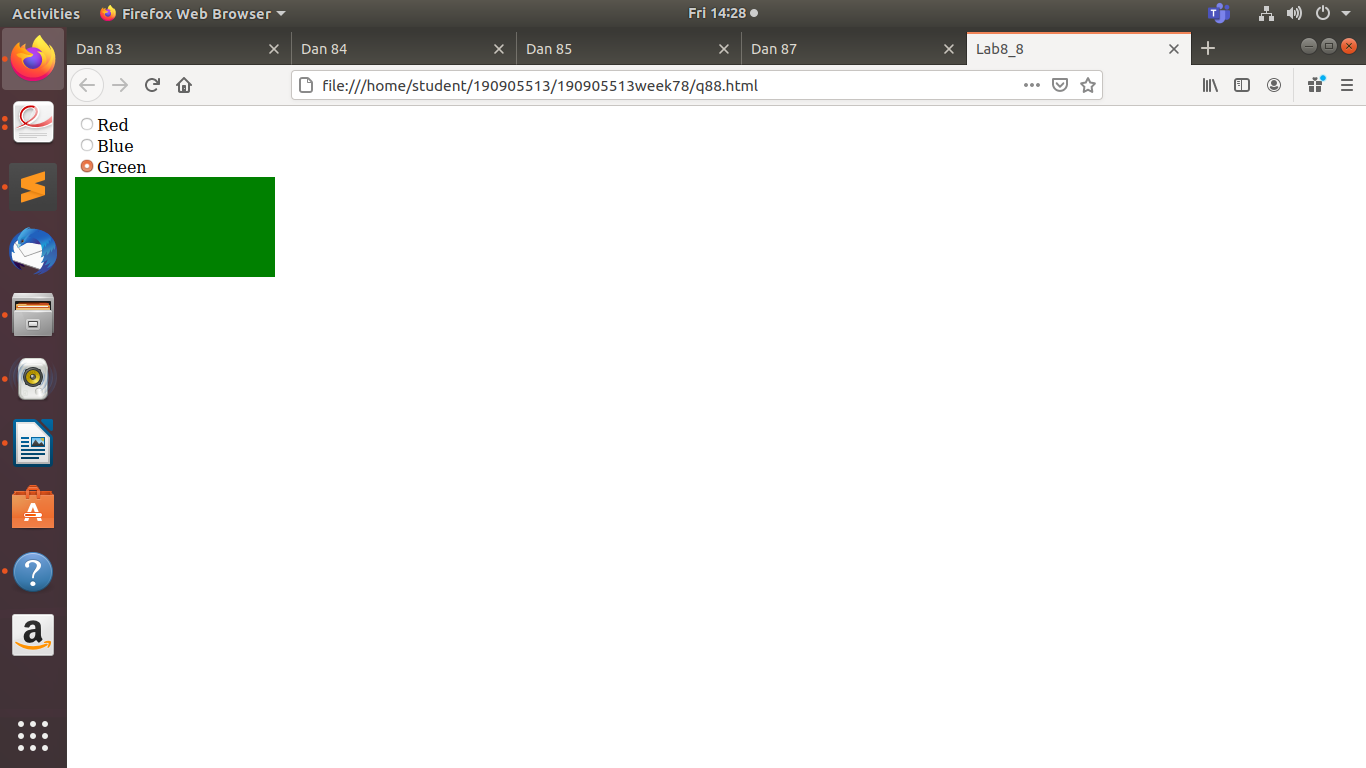 Activities Firefox Web Browser Fri 14:28
Dan 83 Dan 84 Dan 85 Dan 87 Lab8_8
file:///home/student/190905513/190905513week78/q88.html
Red
Blue
Green